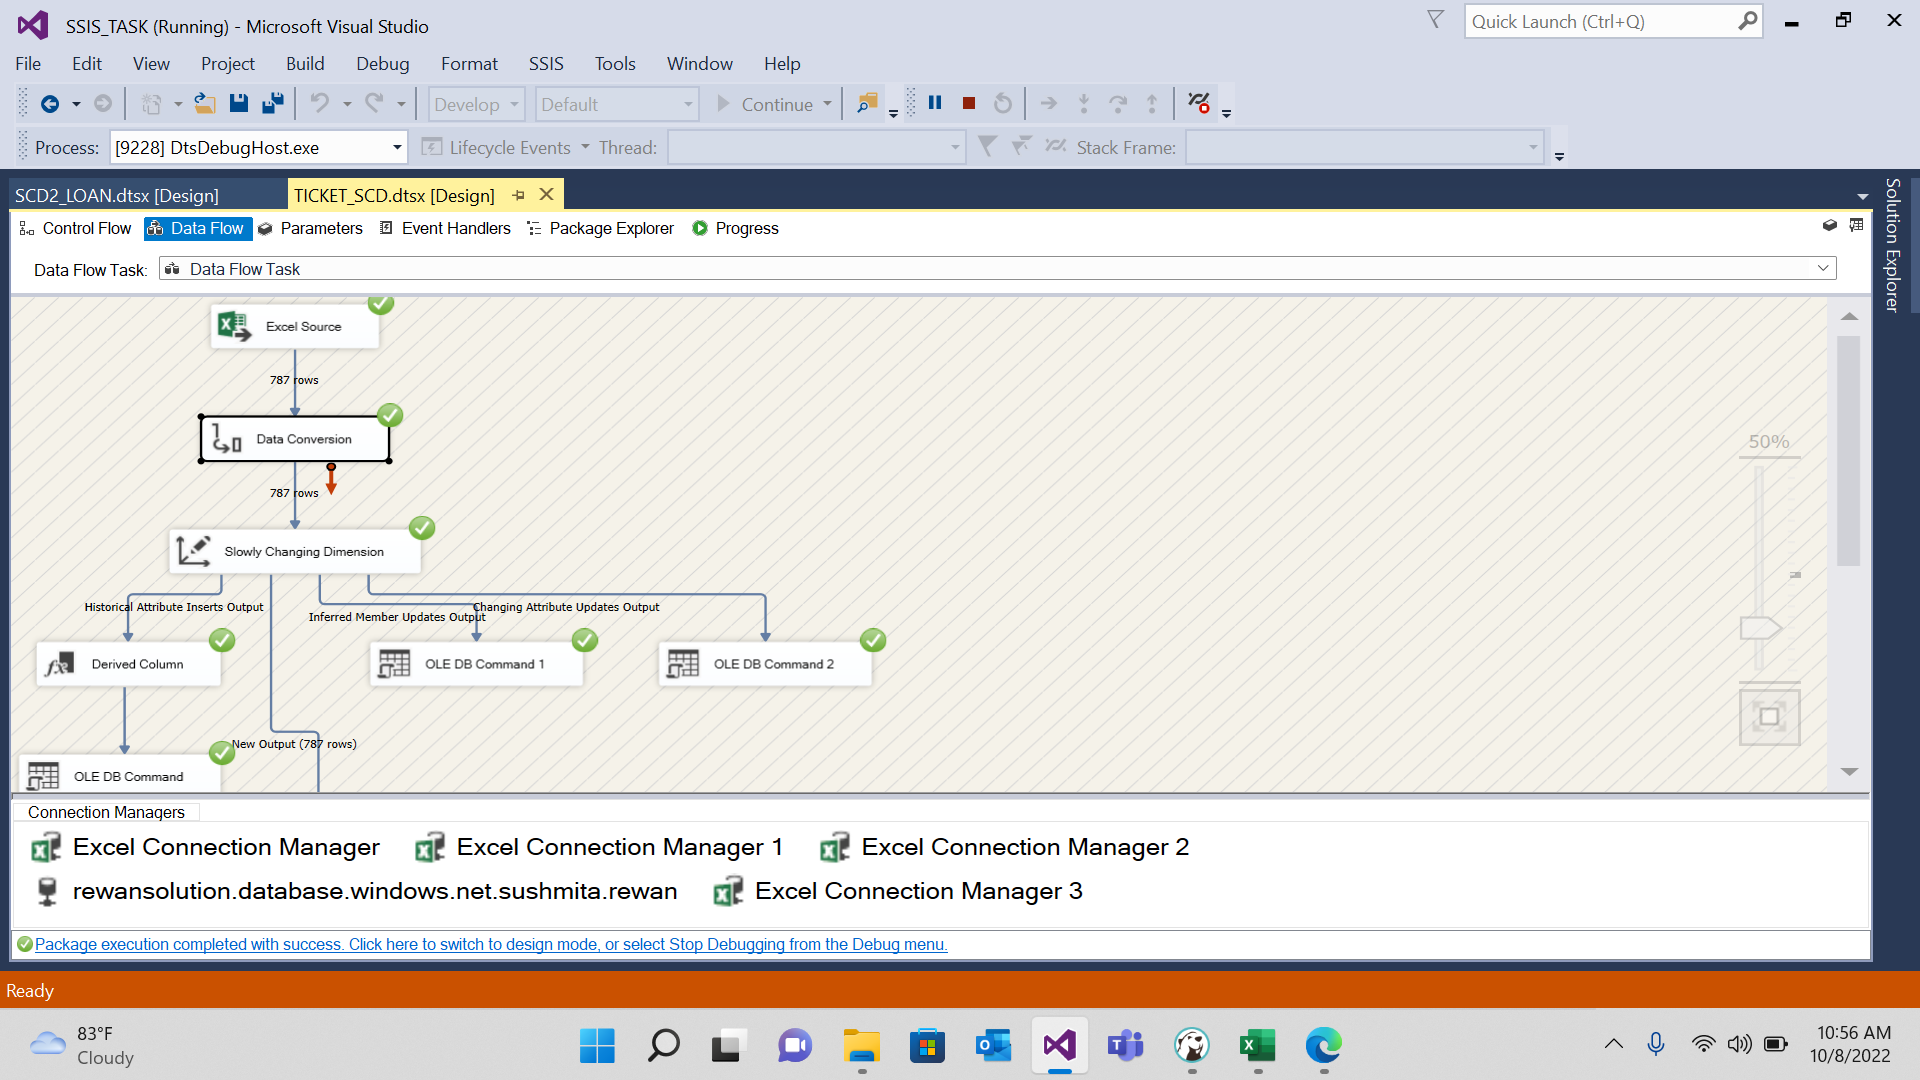 SSIS_TASK (Running) - Microsoft Visual Studio
Quick Launch (Ctrl+Q)
File Edit View Project Build Debug Format SSIS Tools Window Help
Develop Default Continue
Process: [9228] DtsDebugHost.exe Lifecycle Events Thread: Stack Frame:
SCD2_LOAN.dtsx [Design] TICKET_SCD.dtsx [Design]
Solution Explorer
Control Flow Data Flow Parameters Event Handlers Package Explorer Progress
Data Flow Task: Data Flow Task
Excel Source
787 rows
Data Conversion
50%
787 rows
Slowly Changing Dimension
Historical Attribute Inserts Output
Changing Attribute Updates Output
Inferred Member Updates Output
Derived Column
OLE DB Command 1
OLE DB Command 2
New Output (787 rows)
OLE DB Command
Connection Managers
Excel Connection Manager Excel Connection Manager 1 Excel Connection Manager 2
rewansolution.database.windows.net.sushmita.rewan Excel Connection Manager 3
Package execution completed with success. Click here to switch to design mode, or select Stop Debugging from the Debug menu.
Ready
83°F
Cloudy
10:56 AM
10/8/2022